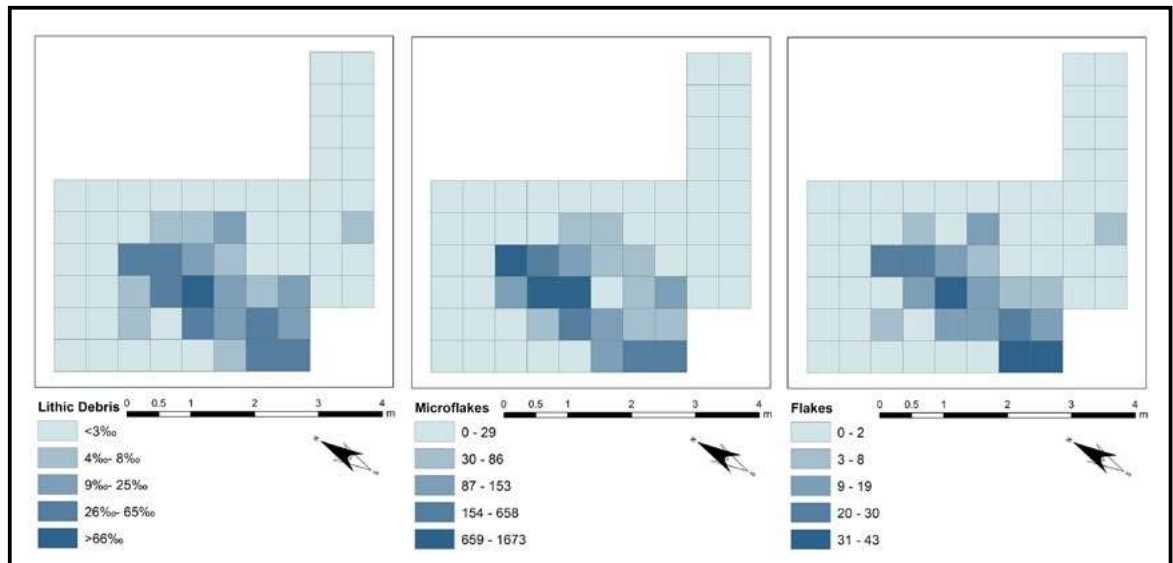 Lithic Debris
0 0.5 1 2 3 4
m
<3‰
4‰- 8‰
9‰- 25‰
26‰- 65‰
>66‰
Microflakes
0 0.5 1 2 3 4
m
0 - 29
30 - 86
87 - 153
154 - 658
659 - 1673
Flakes
0 0.5 1 2 3 4
m
0 - 2
3 - 8
9 - 19
20 - 30
31 - 43